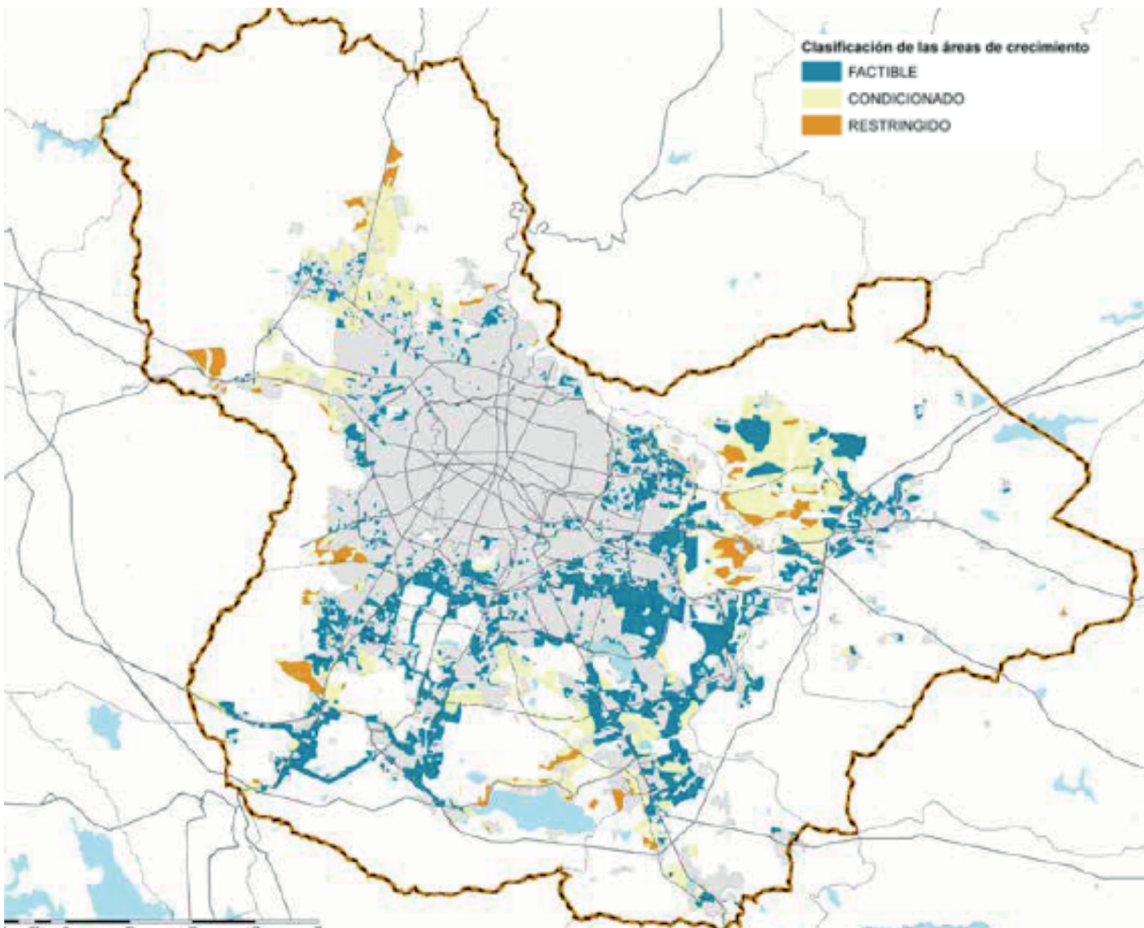 Clasificación de las áreas de crecimiento
FACTIBLE
CONDICIONADO
RESTRINGIDO